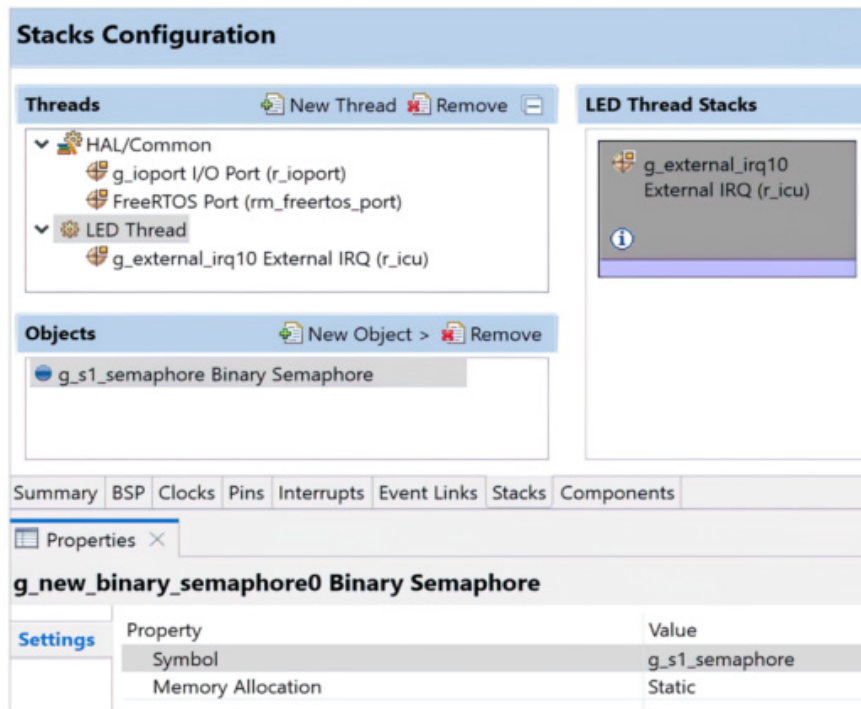 Stacks Configuration
Threads New Thread Remove
HAL/Common
g_ioport I/O Port (r_ioport)
FreeRTOS Port (rm_freertos_port)
LED Thread
g_external_irq10 External IRQ (r_icu)
LED Thread Stacks
g_external_irq10
External IRQ (r_icu)
Objects New Object > Remove
g_s1_semaphore Binary Semaphore
Summary BSP Clocks Pins Interrupts Event Links Stacks Components
Properties
g_new_binary_semaphore0 Binary Semaphore
Settings
Property Value
Symbol g_s1_semaphore
Memory Allocation Static